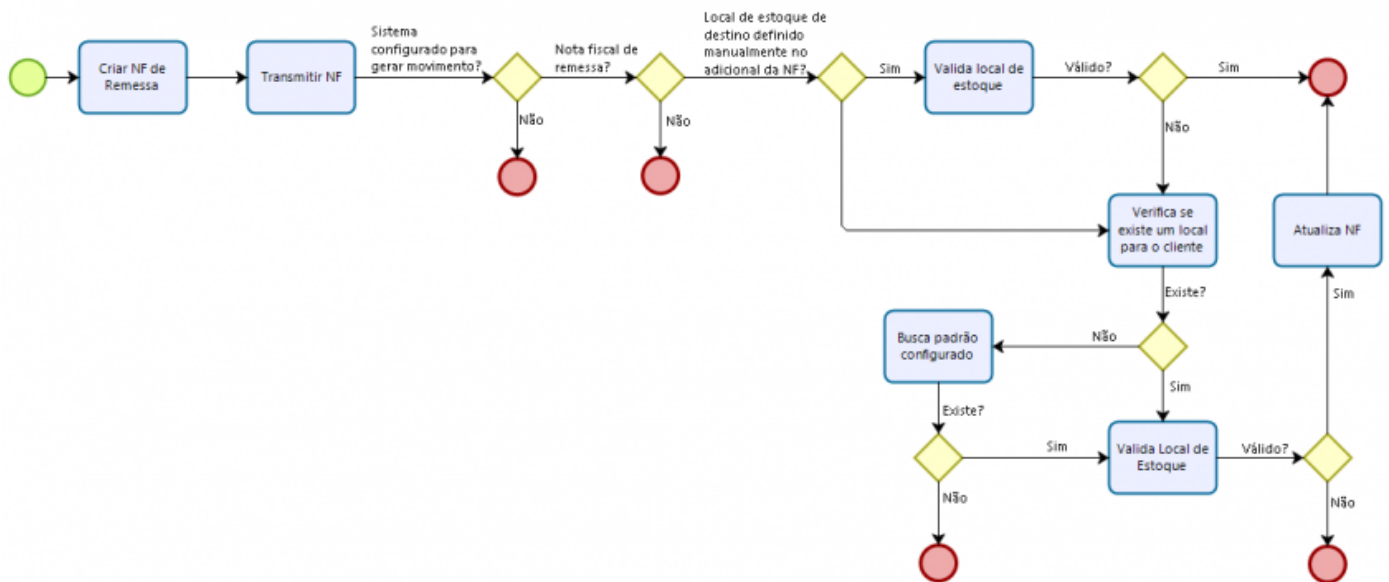 Criar NF de
Remessa
Transmitir NF
Sistema
configurado para
gerar movimento?
Não
Nota fiscal de
remessa?
Não
Local de estoque de
destino definido
manualmente no
adicional da NF?
Sim
Valida local de
estoque
Válido?
Sim
Não
Verifica se
existe um local
para o cliente
Atualiza NF
Existe?
Sim
Busca padrão
configurado
Não
Sim
Existe?
Sim
Valida Local de
Estoque
Válido?
Não
Não